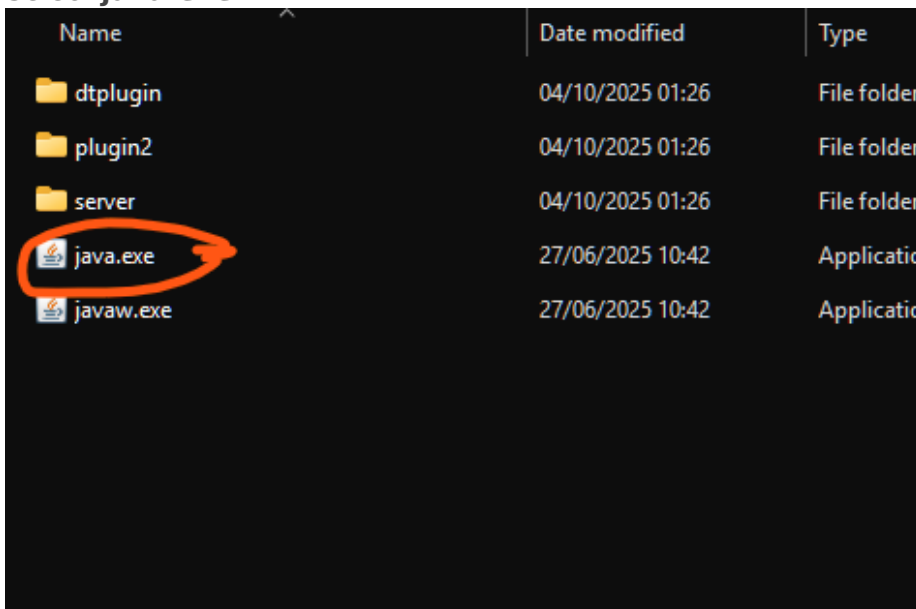 Name Date modified Type
dtplugin 04/10/2025 01:26 File folder
plugin2 04/10/2025 01:26 File folder
server 04/10/2025 01:26 File folder
java.exe 27/06/2025 10:42 Applicatio
javaw.exe 27/06/2025 10:42 Applicatio